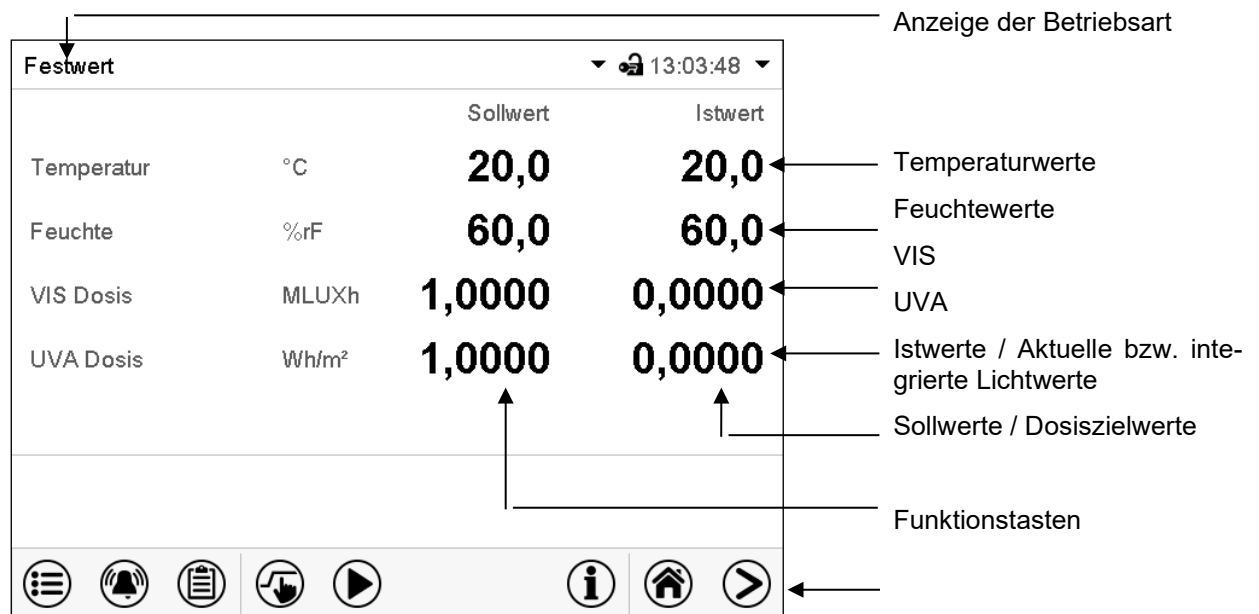 Anzeige der Betriebsart
Festwert 13:03:48
Sollwert Istwert
Temperatur °C 20,0 20,0
Feuchte %rF 60,0 60,0
VIS Dosis MLUXh 1,0000 0,0000
UVA Dosis Wh/m² 1,0000 0,0000
Temperaturwerte
Feuchtewerte
VIS
UVA
Istwerte / Aktuelle bzw. inte-
grierte Lichtwerte
Sollwerte / Dosiszielwerte
Funktionstasten